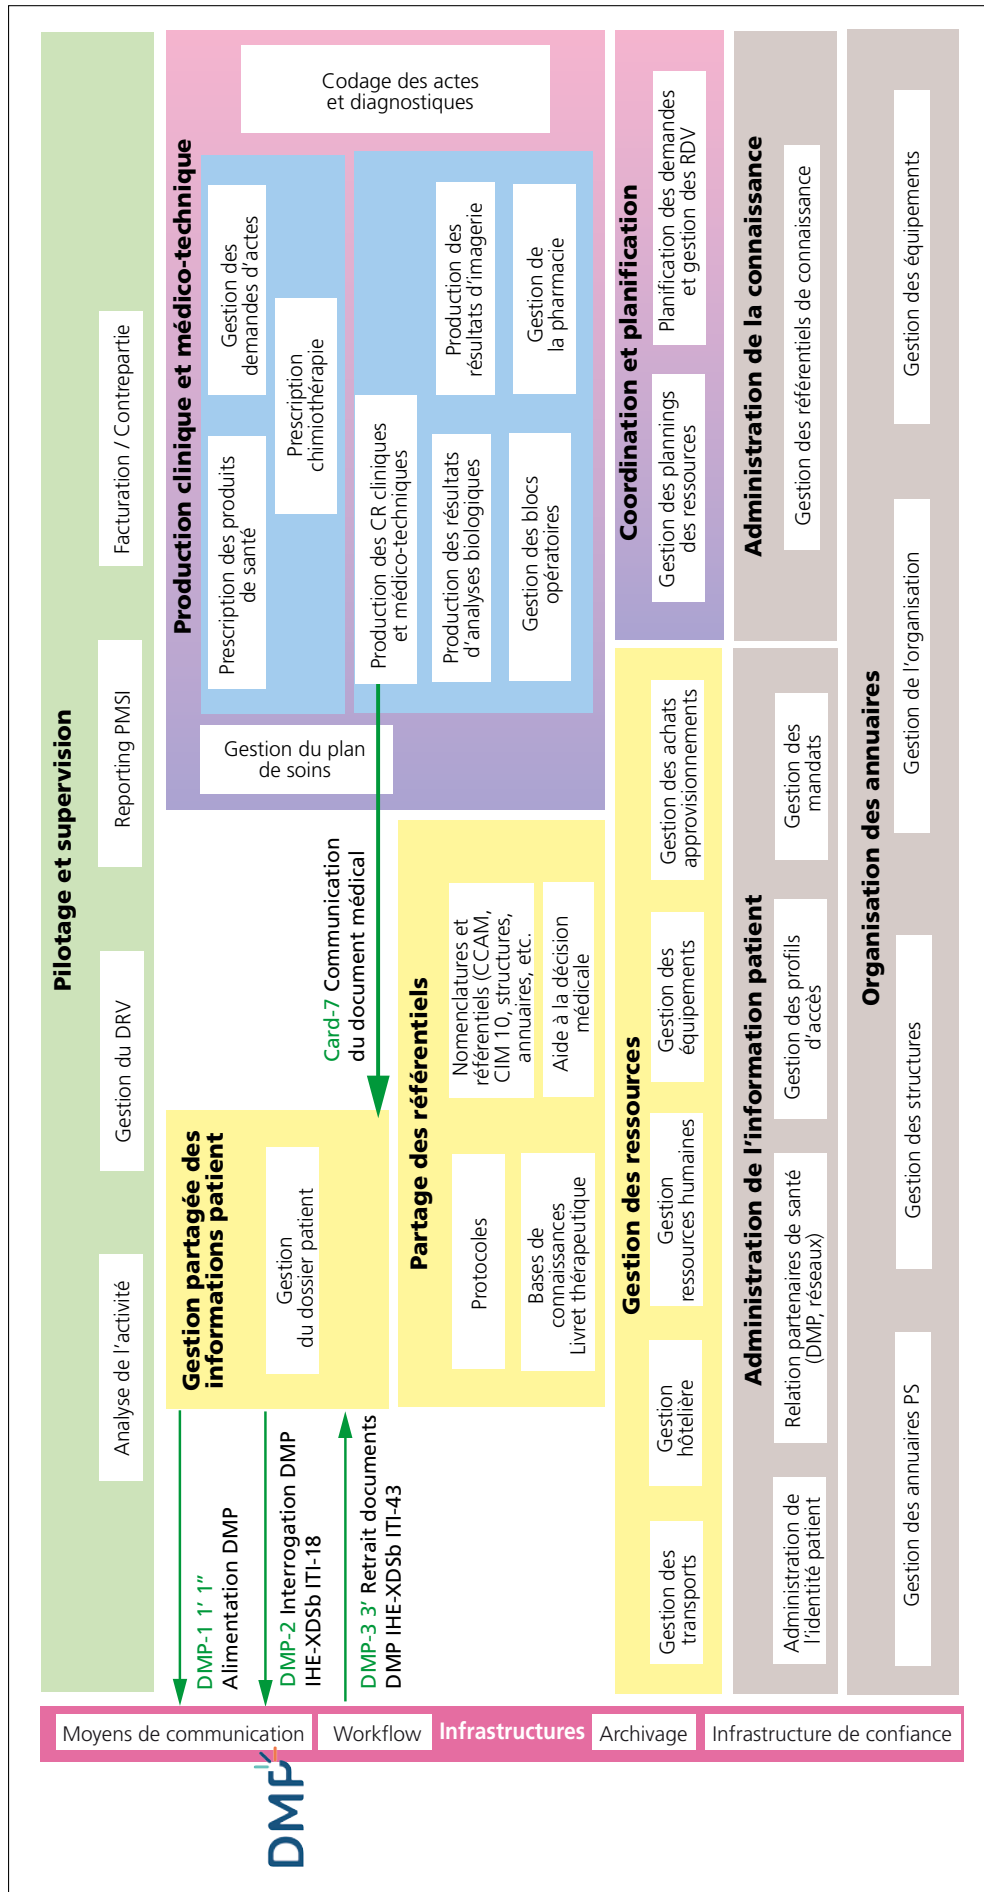 Pilotage et supervision
Analyse de l'activité
Gestion du DRV
Reporting PMSI
Facturation / Contrepartie
Gestion partagée des
informations patient
Gestion
du dossier patient
DMP-1 1' 1"
Alimentation DMP
DMP-2 Interrogation DMP
IHE-XDSb ITI-18
DMP-3 3' Retrait documents
DMP IHE-XDSb ITI-43
Card-7 Communication
du document médical
Production clinique et médico-technique
Codage des actes
et diagnostiques
Prescription des produits
de santé
Gestion des
demandes d'actes
Prescription
chimiothérapie
Production des CR cliniques
et médico-techniques
Production des résultats
d'analyses biologiques
Production des
résultats d'imagerie
Gestion des blocs
opératoires
Gestion de
la pharmacie
Gestion du plan
de soins
Partage des référentiels
Protocoles
Nomenclatures et
référentiels (CCAM,
CIM 10, structures,
annuaires, etc.
Bases de
connaissances
Livret thérapeutique
Aide à la décision
médicale
Gestion des ressources
Gestion des
transports
Gestion
hôtelière
Gestion
ressources humaines
Gestion des
équipements
Gestion des achats
approvisionnements
Coordination et planification
Gestion des plannings
des ressources
Planification des demandes
et gestion des RDV
Administration de l'information patient
Administration de
l'identité patient
Relation partenaires de santé
(DMP, réseaux)
Gestion des profils
d'accès
Gestion des
mandats
Administration de la connaissance
Gestion des référentiels de connaissance
Organisation des annuaires
Gestion des annuaires PS
Gestion des structures
Gestion de l'organisation
Gestion des équipements
Moyens de communication
Workflow
Infrastructures
Archivage
Infrastructure de confiance
DMP